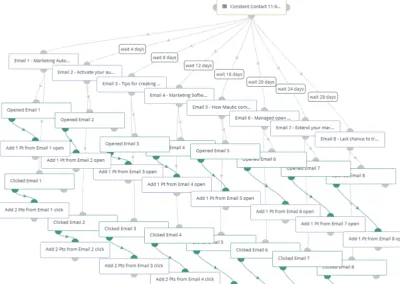 Constant Contact 11-6...
wait 4 days
wait 8 days
wait 12 days
wait 16 days
wait 20 days
wait 24 days
wait 28 days
Email 1 - Marketing Auto...
Email 2 - Activate your au...
Email 3 - Tips for creating ...
Email 4 - Marketing Softw...
Email 5 - How Mautic com...
Email 6 - Managed open ...
Email 7 - Extend your mar...
Email 8 - Last chance to tr...
Opened Email 1
Opened Email 2
Opened Email 3
Email 4
Opened Email 5
Email 6
Opened Email 7
Email 8
Add 1 Pt from Email 1 open
Add 1 Pt from Email 2 open
Add 1 Pt from Email 3 open
Add 1 Pt from Email 4 open
Add 1 Pt from Email 5 open
Add 1 Pt from Email 6 open
Add 1 Pt from Email 7 open
Add 1 Pt from Email 8 op
Clicked Email 1
Clicked Email 2
Clicked Email 3
Clicked Email 4
Email 5
Clicked Email 6
Clicked Email 7
Clicked Email 8
Add 2 Pts from Email 1 click
Add 2 Pts from Email 2 click
Add 2 Pts from Email 3 click
Add 2 Pts from Email 4 click